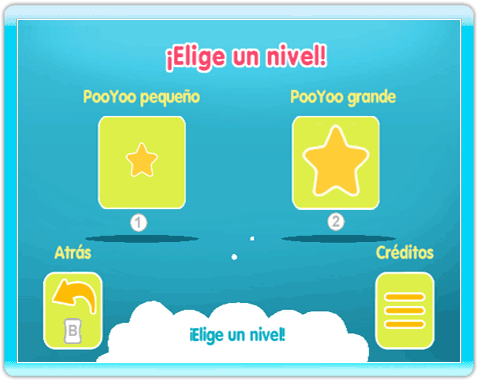 ¡Elige un nivel!
PooYoo pequeño
PooYoo grande
1
2
Atrás
Créditos
B
¡Elige un nivel!